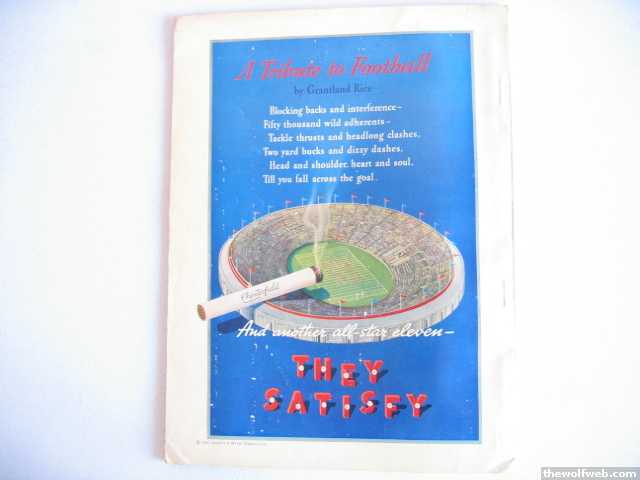 A Tribute to Football
by Grantland Rice
Blocking backs and interference—
Fifty thousand wild adherents—
Tackle thrusts and headlong clashes,
Two yard bucks and dizzy dashes,
Head and shoulder, heart and soul,
Till you fall across the goal.
Chesterfield
And another all-star eleven—
THEY
SATISFY
thewolfweb.com